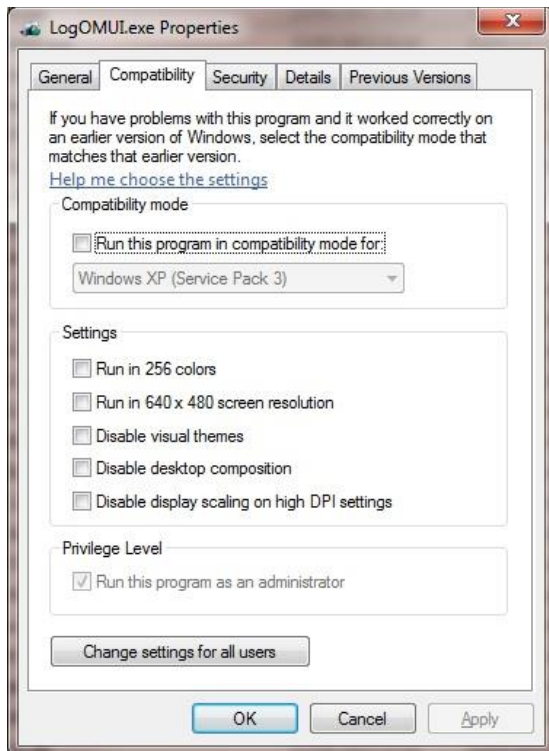 LogOMUI.exe Properties
General Compatibility Security Details Previous Versions
If you have problems with this program and it worked correctly on
an earlier version of Windows, select the compatibility mode that
matches that earlier version.
Help me choose the settings
Compatibility mode
Run this program in compatibility mode for:
Windows XP (Service Pack 3)
Settings
Run in 256 colors
Run in 640 x 480 screen resolution
Disable visual themes
Disable desktop composition
Disable display scaling on high DPI settings
Privilege Level
Run this program as an administrator
Change settings for all users
OK Cancel Apply